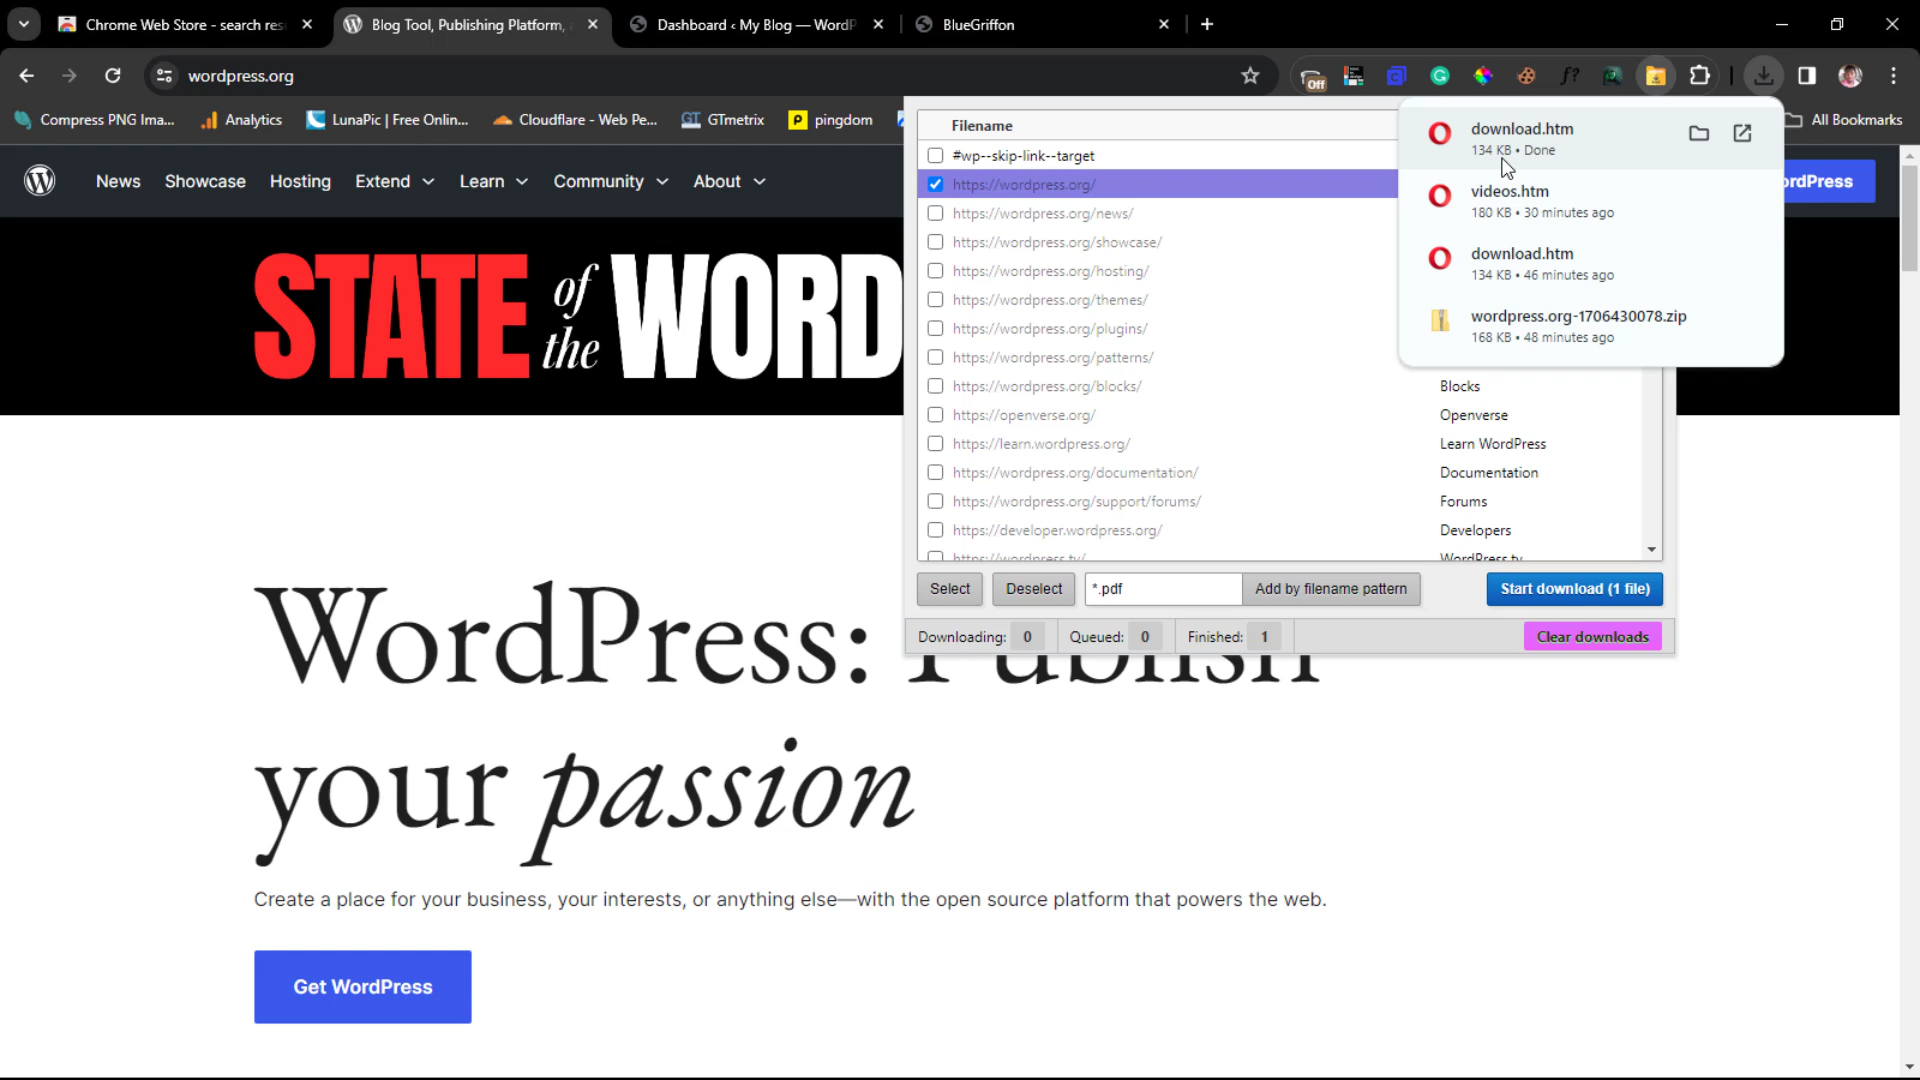 Chrome Web Store - search res
Blog Tool, Publishing Platform,
Dashboard ‹ My Blog — WordP
BlueGriffon
wordpress.org
Off
f?
Compress PNG Ima...
Analytics
LunaPic | Free Onlin...
Cloudflare - Web Pe...
GTmetrix
pingdom
All Bookmarks
News
Showcase
Hosting
Extend
Learn
Community
About
ordPress
STATE of the WORD
Filename
#wp--skip-link--target
https://wordpress.org/
https://wordpress.org/news/
https://wordpress.org/showcase/
https://wordpress.org/hosting/
https://wordpress.org/themes/
https://wordpress.org/plugins/
https://wordpress.org/patterns/
https://wordpress.org/blocks/ Blocks
https://openverse.org/ Openverse
https://learn.wordpress.org/ Learn WordPress
https://wordpress.org/documentation/ Documentation
https://wordpress.org/support/forums/ Forums
https://developer.wordpress.org/ Developers
https://wordpress.tv/ WordPress.tv
Select
Deselect
*.pdf
Add by filename pattern
Start download (1 file)
Downloading: 0
Queued: 0
Finished: 1
Clear downloads
download.htm
134 KB • Done
videos.htm
180 KB • 30 minutes ago
download.htm
134 KB • 46 minutes ago
wordpress.org-1706430078.zip
168 KB • 48 minutes ago
WordPress: Publish
your passion
Create a place for your business, your interests, or anything else—with the open source platform that powers the web.
Get WordPress